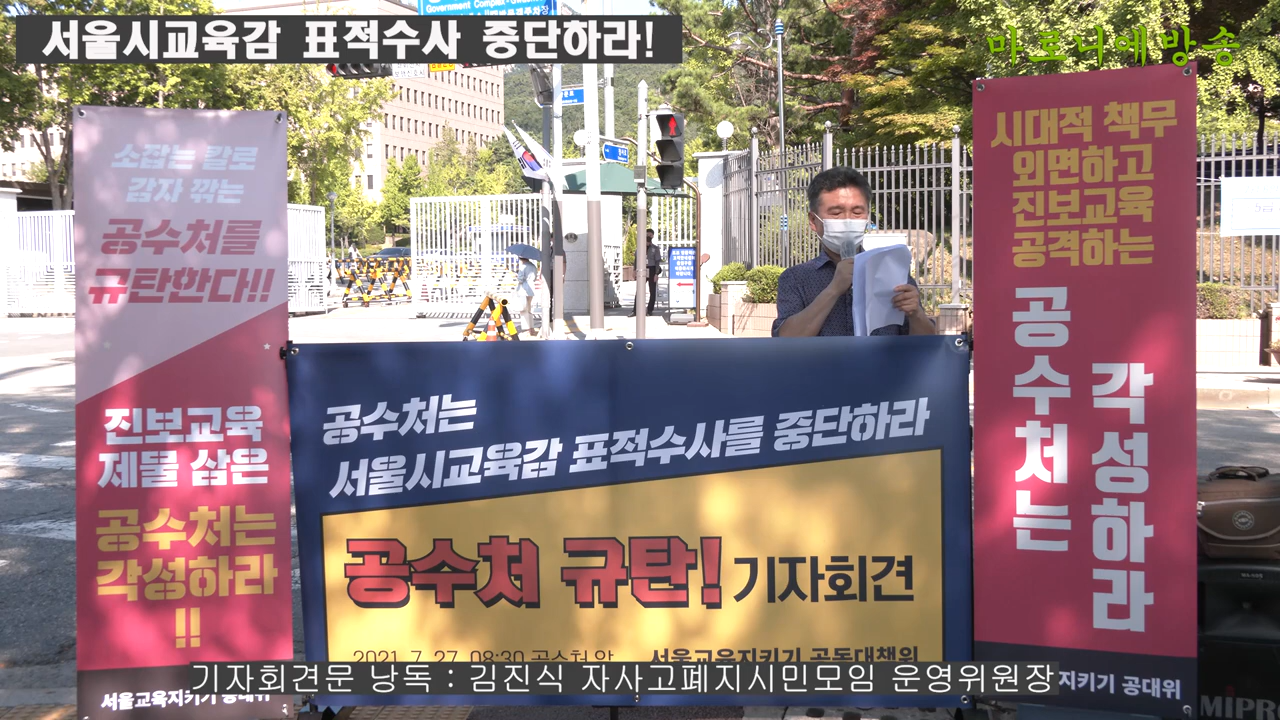 서울시교육감 표적수사 중단하라!
마로니에방송
Government Complex-Gwacheon
소잡는 칼로
감자 깎는
공수처를
규탄한다!!
진보교육
제물 삼은
공수처는
각성하라
!!
서울교육지키기 공대위
공수처는
서울시교육감 표적수사를 중단하라
공수처 규탄! 기자회견
2021. 7. 27. 08:30 공수처 앞
서울교육지키기 공동대책위
시대적 책무
외면하고
진보교육
공격하는
공수처는
각성하라
지키기 공대위
MIPRO
기자회견문 낭독 : 김진식 자사고폐지시민모임 운영위원장